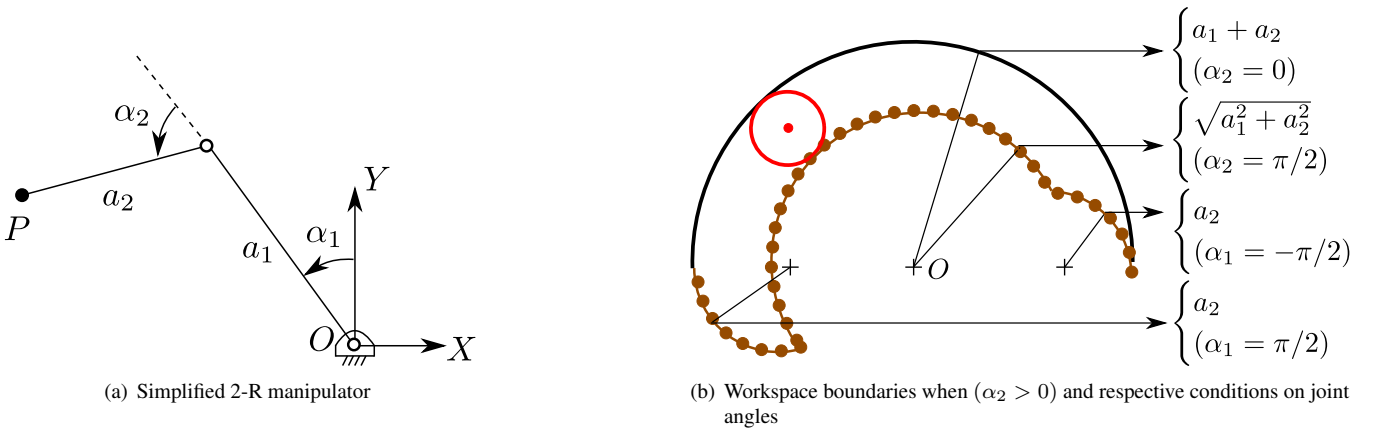 α₂
a₂
P
a₁
α₁
Y
O
X
(a) Simplified 2-R manipulator
a₁ + a₂
(α₂ = 0)
√(a₁² + a₂²)
(α₂ = π/2)
a₂
(α₁ = −π/2)
a₂
(α₁ = π/2)
O
(b) Workspace boundaries when (α₂ > 0) and respective conditions on joint
angles